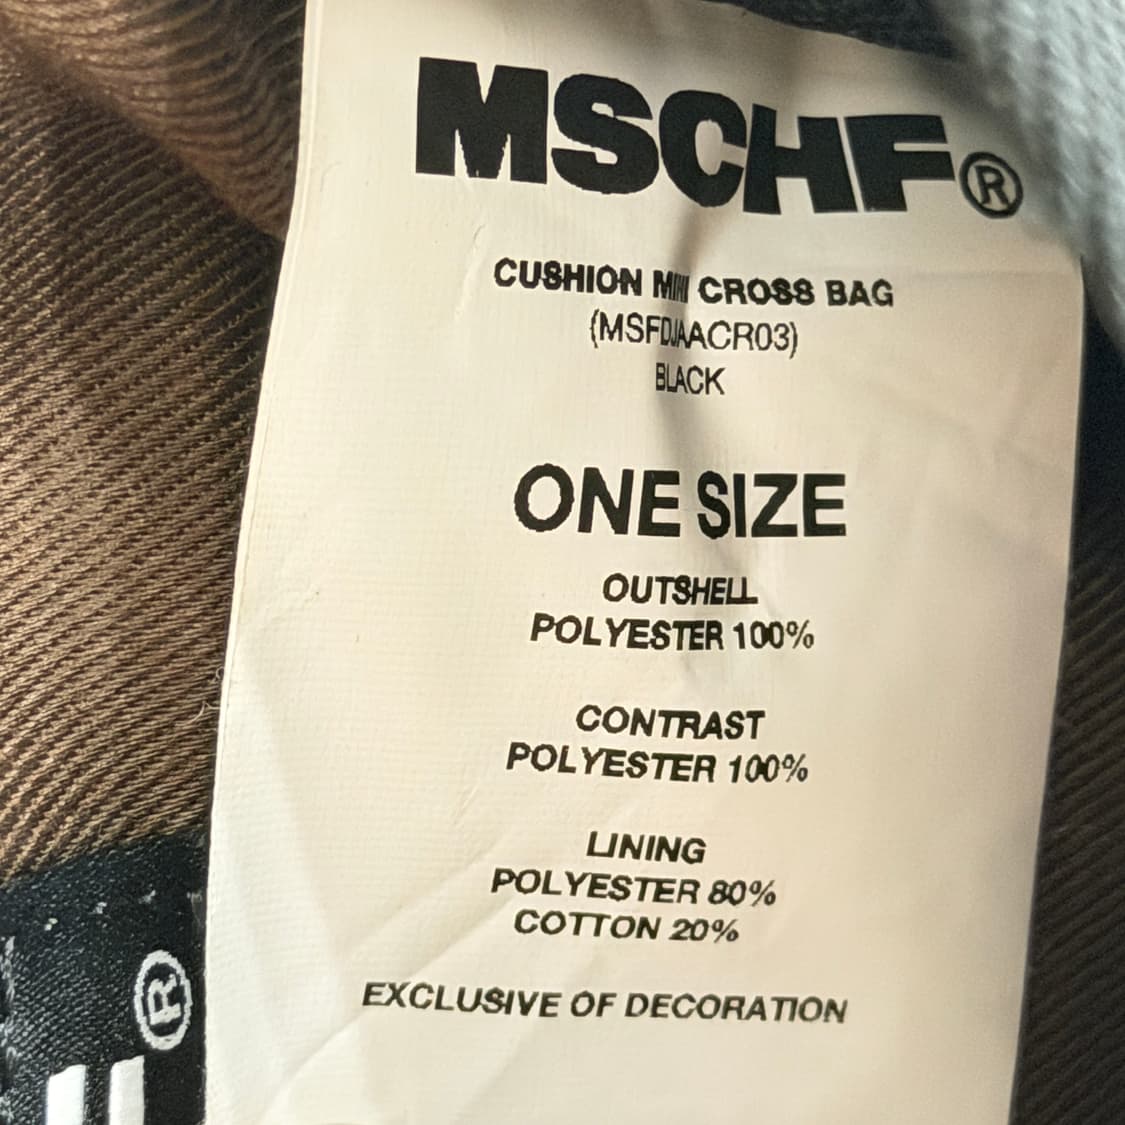 MSCHF®
CUSHION MINI CROSS BAG
(MSFDJAACR03)
BLACK
ONE SIZE
OUTSHELL
POLYESTER 100%
CONTRAST
POLYESTER 100%
LINING
POLYESTER 80%
COTTON 20%
EXCLUSIVE OF DECORATION
®